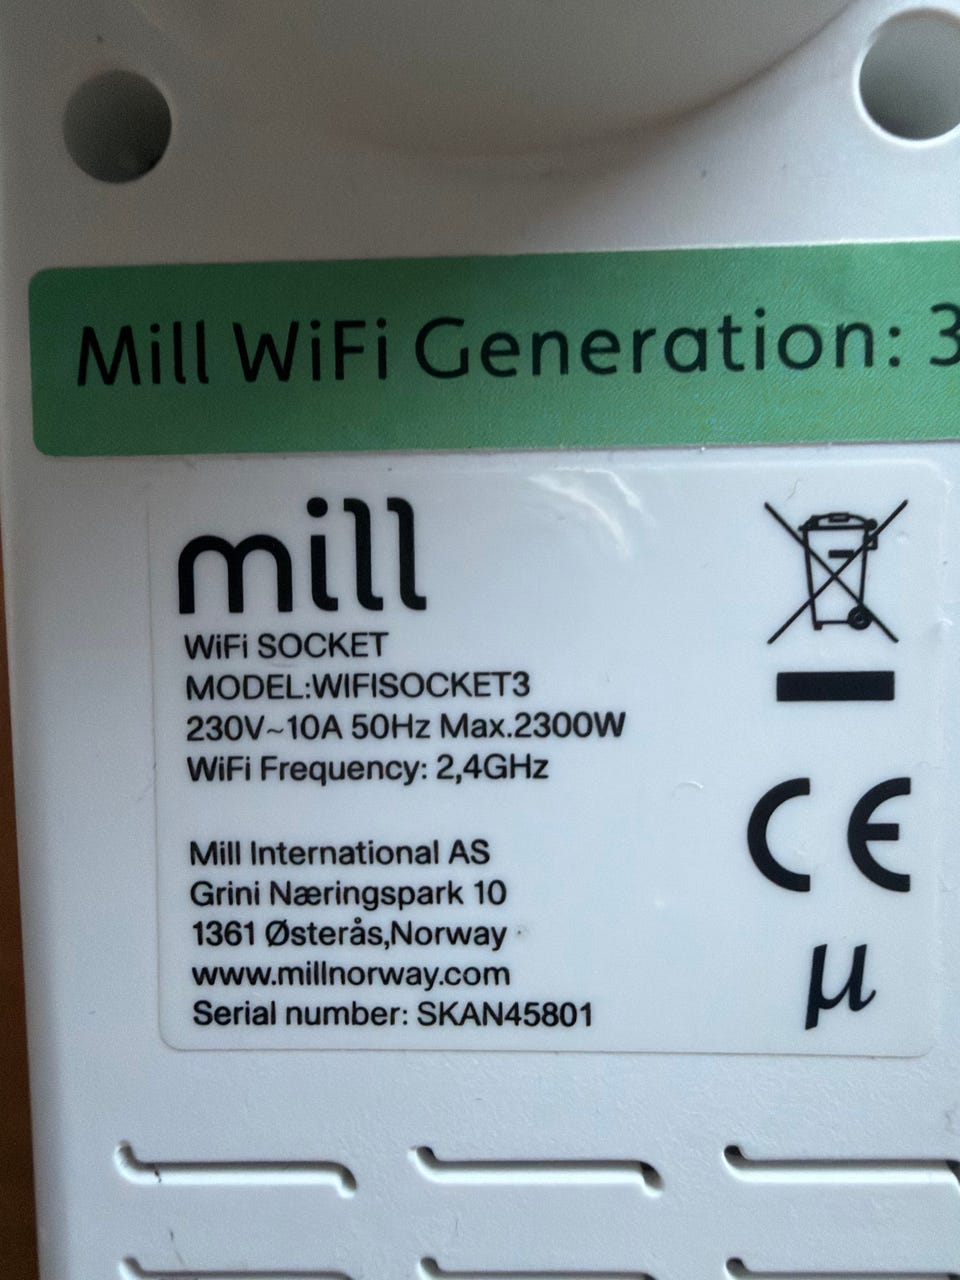 Mill WiFi Generation: 3
mill
WiFi SOCKET
MODEL:WIFISOCKET3
230V~10A 50Hz Max.2300W
WiFi Frequency: 2,4GHz
Mill International AS
Grini Næringspark 10
1361 Østerås,Norway
www.millnorway.com
Serial number: SKAN45801
CE
µ